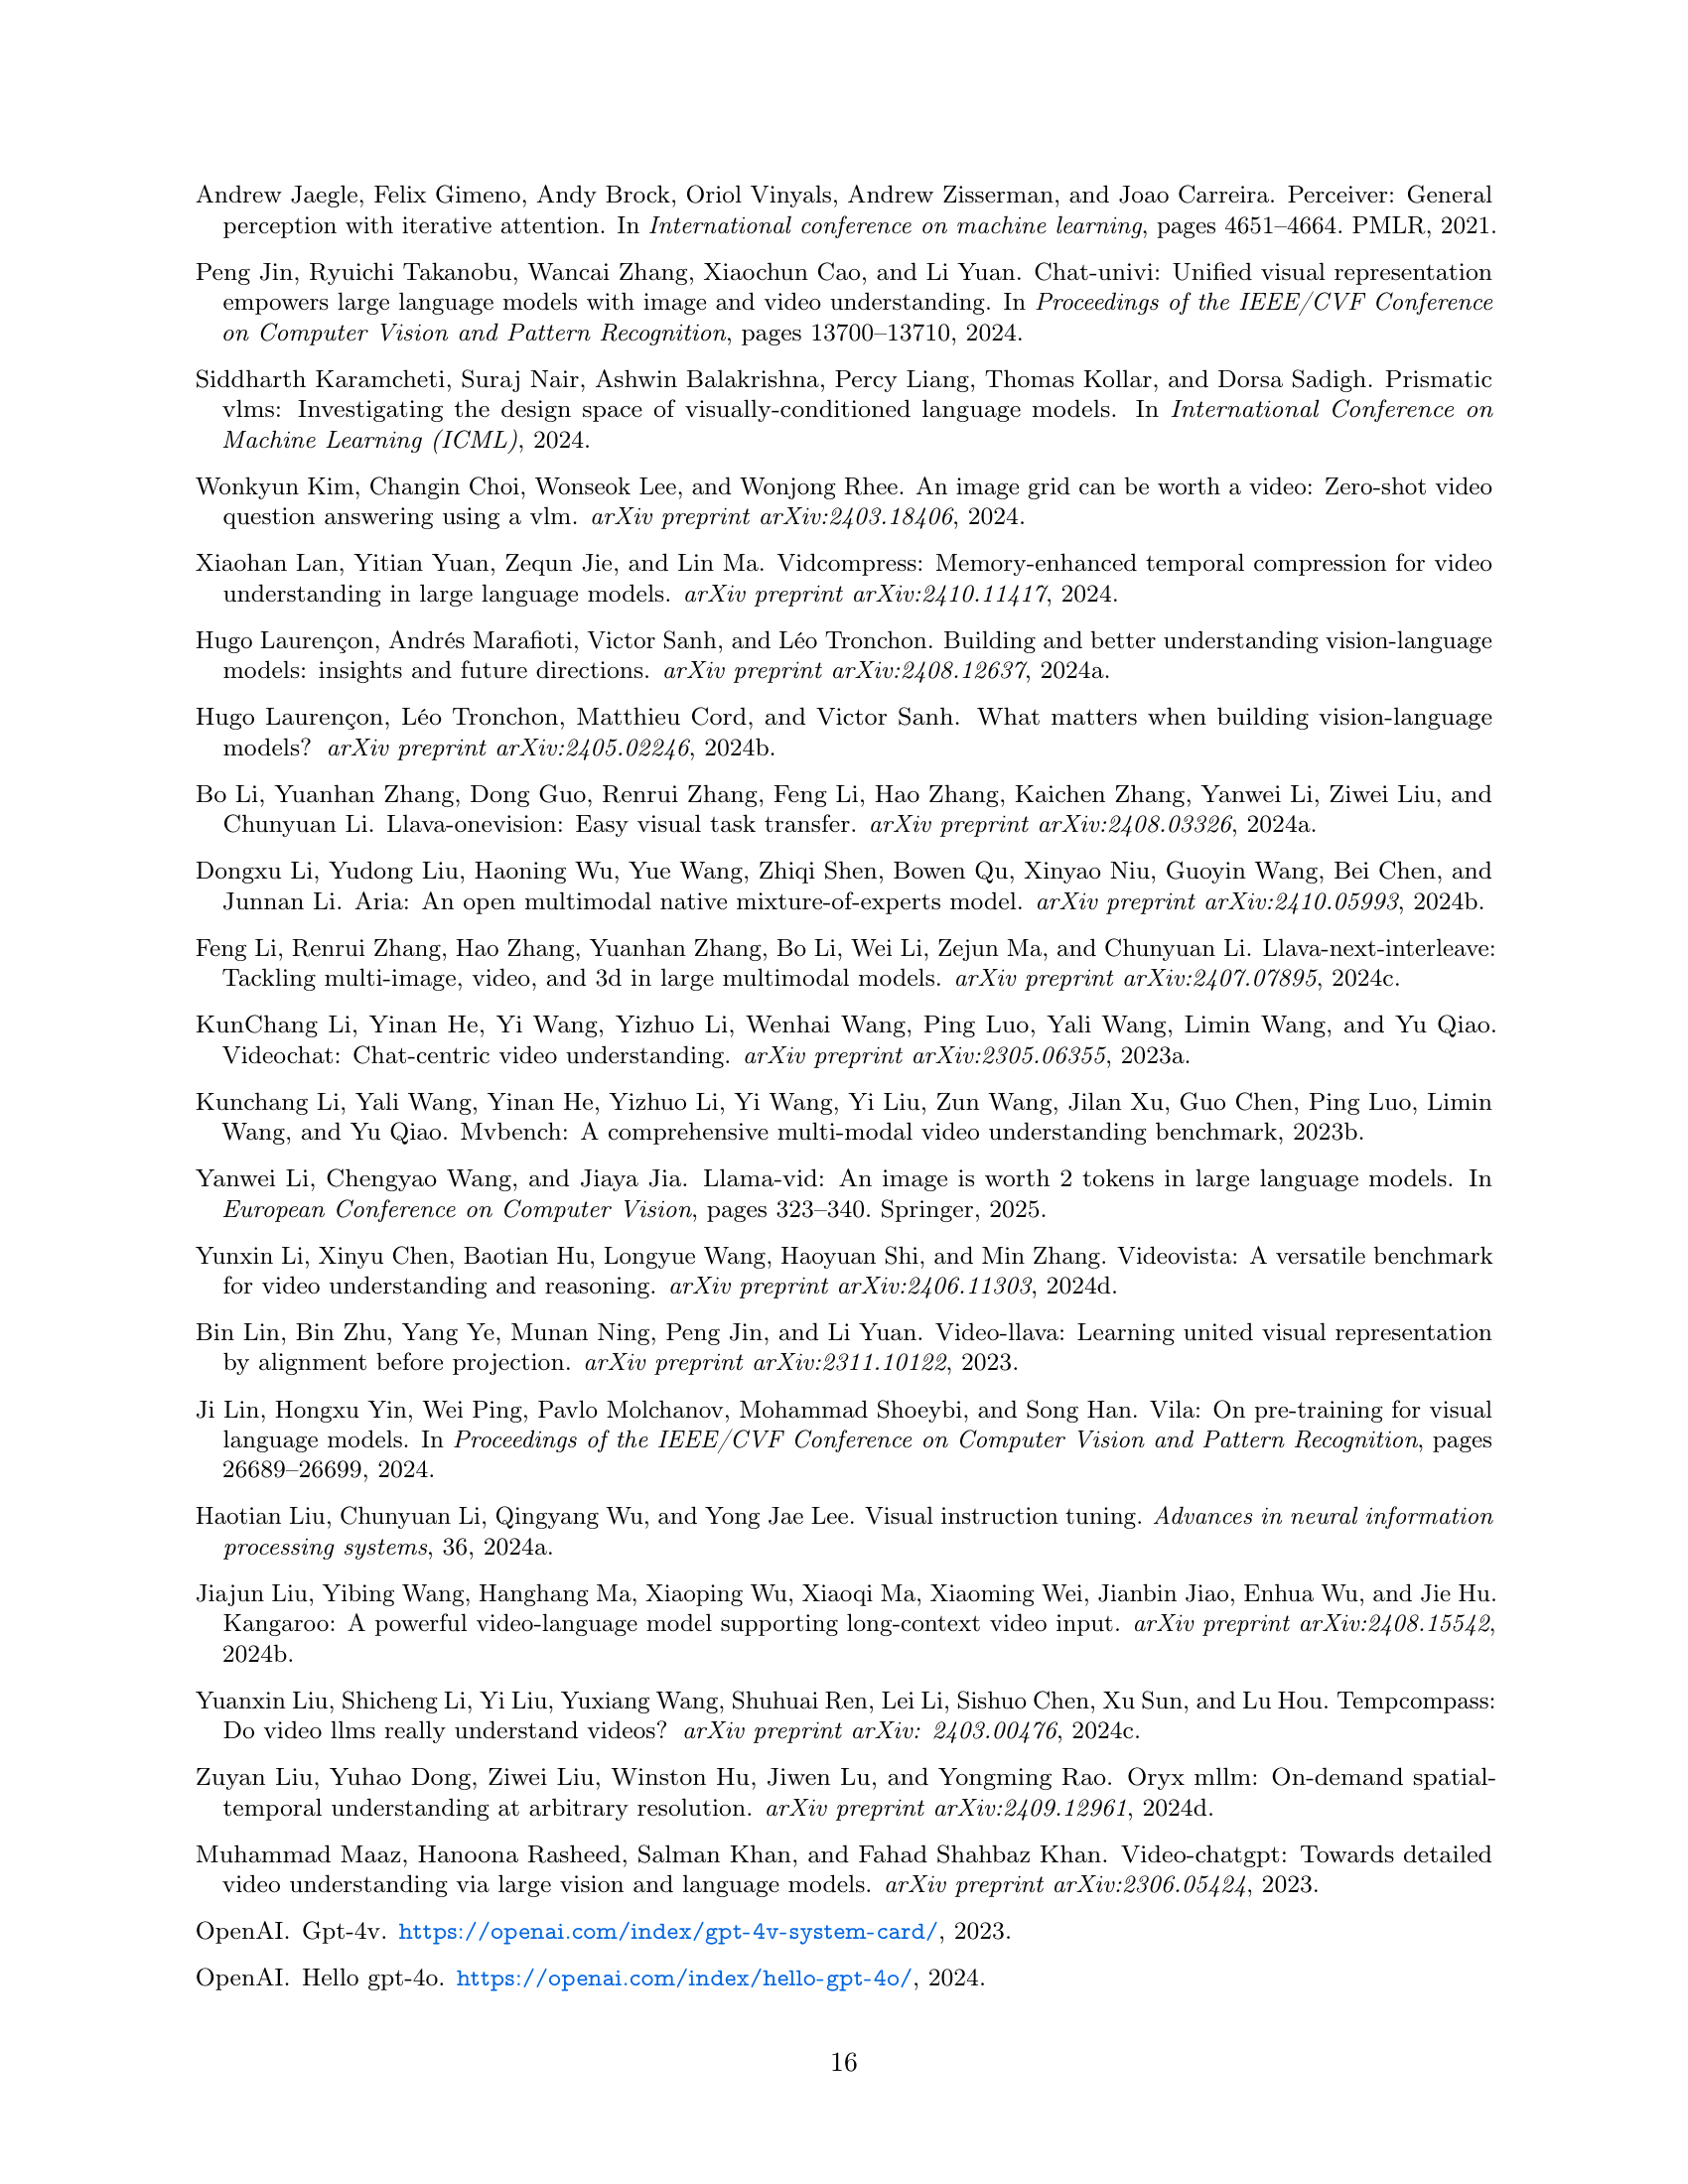 Andrew Jaegle, Felix Gimeno, Andy Brock, Oriol Vinyals, Andrew Zisserman, and Joao Carreira. Perceiver: General
perception with iterative attention. In International conference on machine learning, pages 4651–4664. PMLR, 2021.
Peng Jin, Ryuichi Takanobu, Wancai Zhang, Xiaochun Cao, and Li Yuan. Chat-univi: Unified visual representation
empowers large language models with image and video understanding. In Proceedings of the IEEE/CVF Conference
on Computer Vision and Pattern Recognition, pages 13700–13710, 2024.
Siddharth Karamcheti, Suraj Nair, Ashwin Balakrishna, Percy Liang, Thomas Kollar, and Dorsa Sadigh. Prismatic
vlms: Investigating the design space of visually-conditioned language models. In International Conference on
Machine Learning (ICML), 2024.
Wonkyun Kim, Changin Choi, Wonseok Lee, and Wonjong Rhee. An image grid can be worth a video: Zero-shot video
question answering using a vlm. arXiv preprint arXiv:2403.18406, 2024.
Xiaohan Lan, Yitian Yuan, Zequn Jie, and Lin Ma. Vidcompress: Memory-enhanced temporal compression for video
understanding in large language models. arXiv preprint arXiv:2410.11417, 2024.
Hugo Laurençon, Andrés Marafioti, Victor Sanh, and Léo Tronchon. Building and better understanding vision-language
models: insights and future directions. arXiv preprint arXiv:2408.12637, 2024a.
Hugo Laurençon, Léo Tronchon, Matthieu Cord, and Victor Sanh. What matters when building vision-language
models? arXiv preprint arXiv:2405.02246, 2024b.
Bo Li, Yuanhan Zhang, Dong Guo, Renrui Zhang, Feng Li, Hao Zhang, Kaichen Zhang, Yanwei Li, Ziwei Liu, and
Chunyuan Li. Llava-onevision: Easy visual task transfer. arXiv preprint arXiv:2408.03326, 2024a.
Dongxu Li, Yudong Liu, Haoning Wu, Yue Wang, Zhiqi Shen, Bowen Qu, Xinyao Niu, Guoyin Wang, Bei Chen, and
Junnan Li. Aria: An open multimodal native mixture-of-experts model. arXiv preprint arXiv:2410.05993, 2024b.
Feng Li, Renrui Zhang, Hao Zhang, Yuanhan Zhang, Bo Li, Wei Li, Zejun Ma, and Chunyuan Li. Llava-next-interleave:
Tackling multi-image, video, and 3d in large multimodal models. arXiv preprint arXiv:2407.07895, 2024c.
KunChang Li, Yinan He, Yi Wang, Yizhuo Li, Wenhai Wang, Ping Luo, Yali Wang, Limin Wang, and Yu Qiao.
Videochat: Chat-centric video understanding. arXiv preprint arXiv:2305.06355, 2023a.
Kunchang Li, Yali Wang, Yinan He, Yizhuo Li, Yi Wang, Yi Liu, Zun Wang, Jilan Xu, Guo Chen, Ping Luo, Limin
Wang, and Yu Qiao. Mvbench: A comprehensive multi-modal video understanding benchmark, 2023b.
Yanwei Li, Chengyao Wang, and Jiaya Jia. Llama-vid: An image is worth 2 tokens in large language models. In
European Conference on Computer Vision, pages 323–340. Springer, 2025.
Yunxin Li, Xinyu Chen, Baotian Hu, Longyue Wang, Haoyuan Shi, and Min Zhang. Videovista: A versatile benchmark
for video understanding and reasoning. arXiv preprint arXiv:2406.11303, 2024d.
Bin Lin, Bin Zhu, Yang Ye, Munan Ning, Peng Jin, and Li Yuan. Video-llava: Learning united visual representation
by alignment before projection. arXiv preprint arXiv:2311.10122, 2023.
Ji Lin, Hongxu Yin, Wei Ping, Pavlo Molchanov, Mohammad Shoeybi, and Song Han. Vila: On pre-training for visual
language models. In Proceedings of the IEEE/CVF Conference on Computer Vision and Pattern Recognition, pages
26689–26699, 2024.
Haotian Liu, Chunyuan Li, Qingyang Wu, and Yong Jae Lee. Visual instruction tuning. Advances in neural information
processing systems, 36, 2024a.
Jiajun Liu, Yibing Wang, Hanghang Ma, Xiaoping Wu, Xiaoqi Ma, Xiaoming Wei, Jianbin Jiao, Enhua Wu, and Jie Hu.
Kangaroo: A powerful video-language model supporting long-context video input. arXiv preprint arXiv:2408.15542,
2024b.
Yuanxin Liu, Shicheng Li, Yi Liu, Yuxiang Wang, Shuhuai Ren, Lei Li, Sishuo Chen, Xu Sun, and Lu Hou. Tempcompass:
Do video llms really understand videos? arXiv preprint arXiv: 2403.00476, 2024c.
Zuyan Liu, Yuhao Dong, Ziwei Liu, Winston Hu, Jiwen Lu, and Yongming Rao. Oryx mllm: On-demand spatial-
temporal understanding at arbitrary resolution. arXiv preprint arXiv:2409.12961, 2024d.
Muhammad Maaz, Hanoona Rasheed, Salman Khan, and Fahad Shahbaz Khan. Video-chatgpt: Towards detailed
video understanding via large vision and language models. arXiv preprint arXiv:2306.05424, 2023.
OpenAI. Gpt-4v. https://openai.com/index/gpt-4v-system-card/, 2023.
OpenAI. Hello gpt-4o. https://openai.com/index/hello-gpt-4o/, 2024.
16